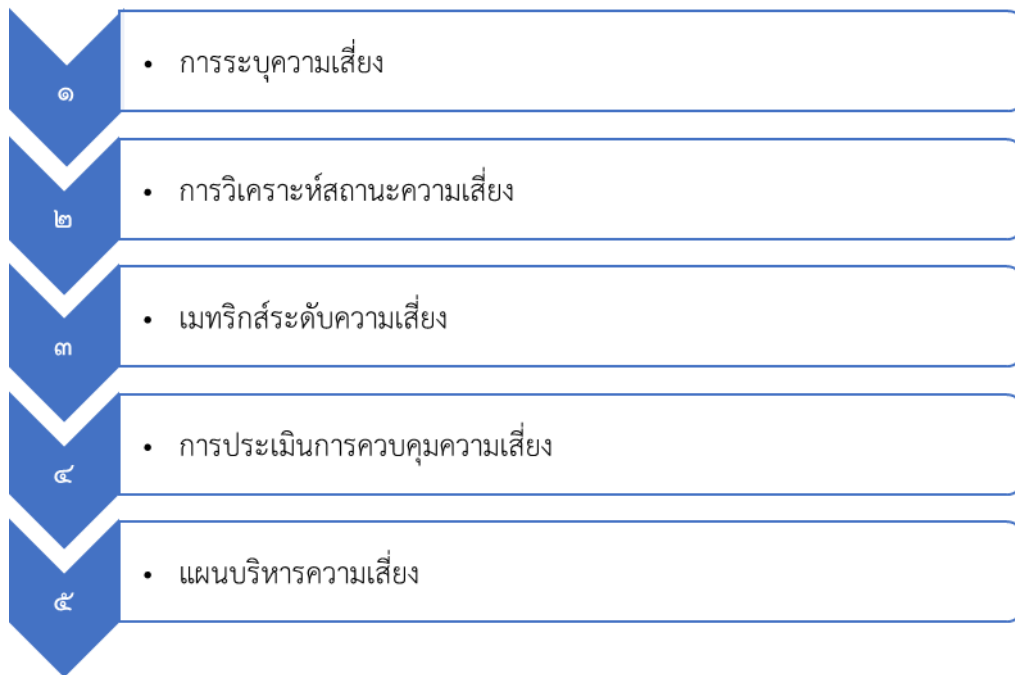 ๑
• การระบุความเสี่ยง
๒
• การวิเคราะห์สถานะความเสี่ยง
๓
• เมทริกส์ระดับความเสี่ยง
๔
• การประเมินการควบคุมความเสี่ยง
๕
• แผนบริหารความเสี่ยง